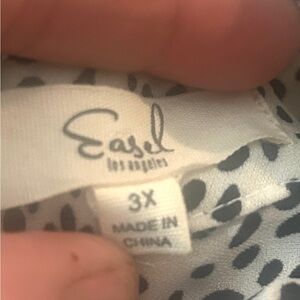 Easel
los angeles
3X
MADE IN
CHINA